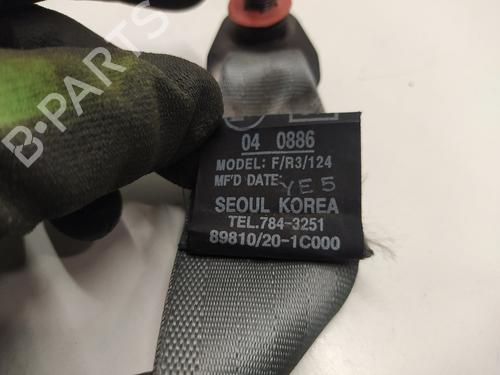 B-PARTS
04 0886
MODEL: F/R3/124
MF'D DATE: YE5
SEOUL KOREA
TEL.784-3251
89810/20-1C000